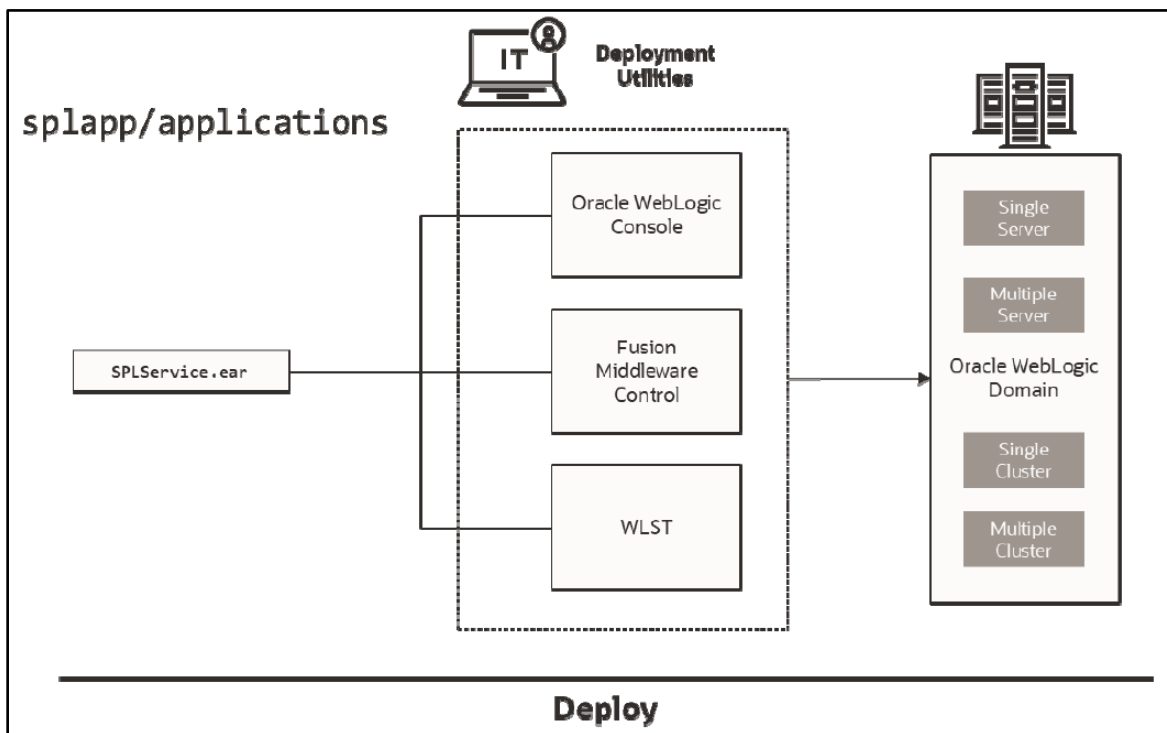 IT
Deployment
Utilities
splapp/applications
Oracle WebLogic
Console
Single
Server
Multiple
Server
Fusion
Middleware
Control
SPLService.ear
Oracle WebLogic
Domain
Single
Cluster
WLST
Multiple
Cluster
Deploy